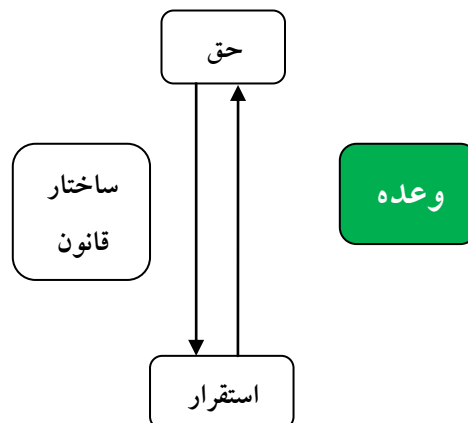 حق
وعده
ساختار
قانون
استقرار